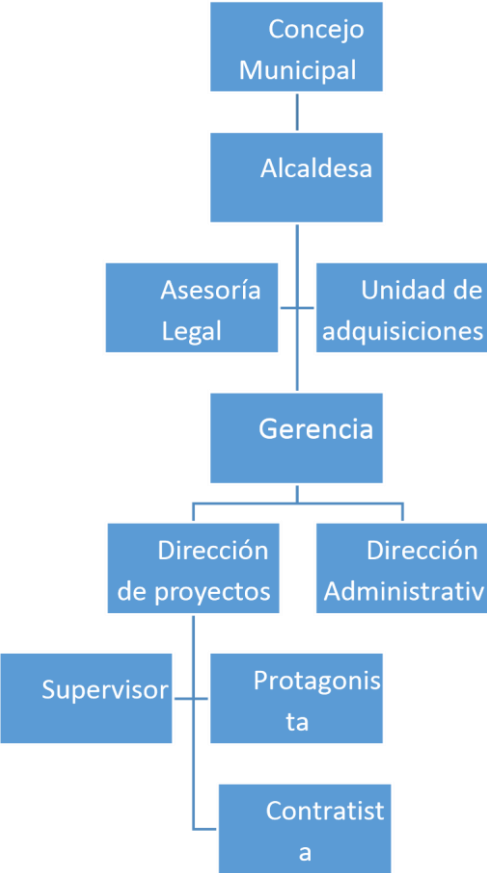 Concejo
Municipal
Alcaldesa
Asesoría
Legal
Unidad de
adquisiciones
Gerencia
Dirección
de proyectos
Dirección
Administrativ
Supervisor
Protagonis
ta
Contratist
a